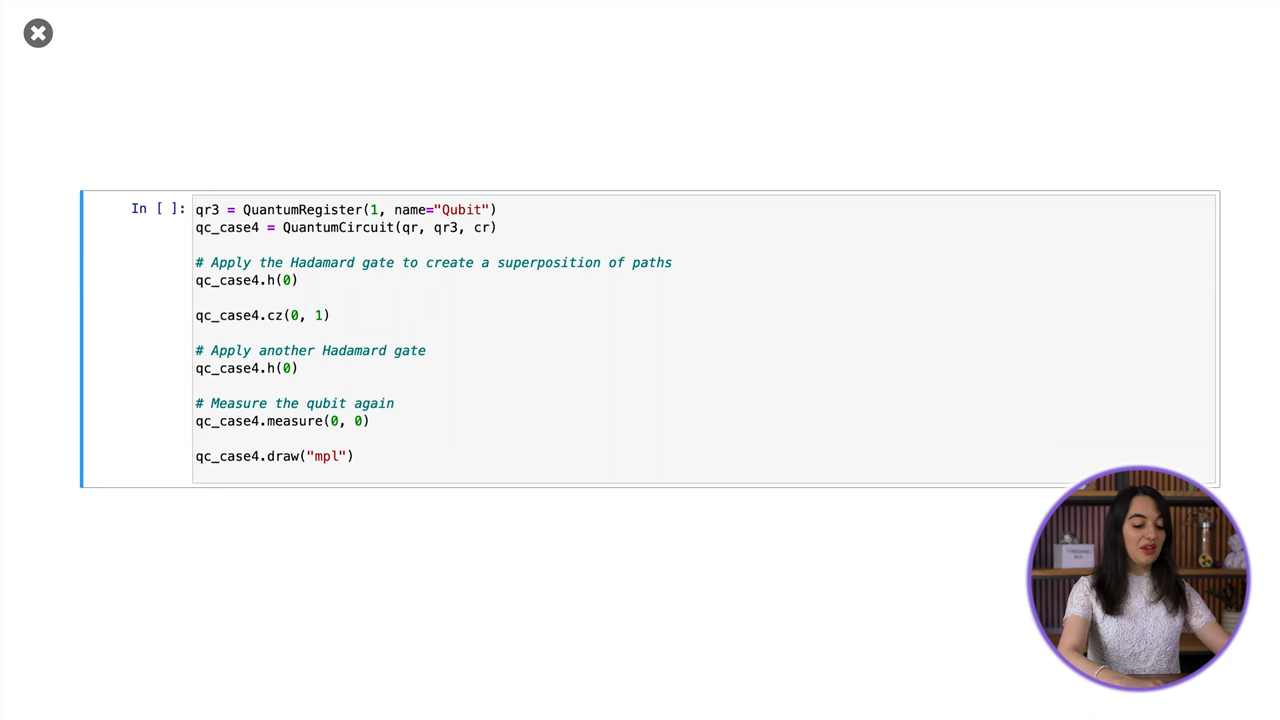 In [ ]:
qr3 = QuantumRegister(1, name="Qubit")
qc_case4 = QuantumCircuit(qr, qr3, cr)
# Apply the Hadamard gate to create a superposition of paths
qc_case4.h(0)
qc_case4.cz(0, 1)
# Apply another Hadamard gate
qc_case4.h(0)
# Measure the qubit again
qc_case4.measure(0, 0)
qc_case4.draw("mpl")